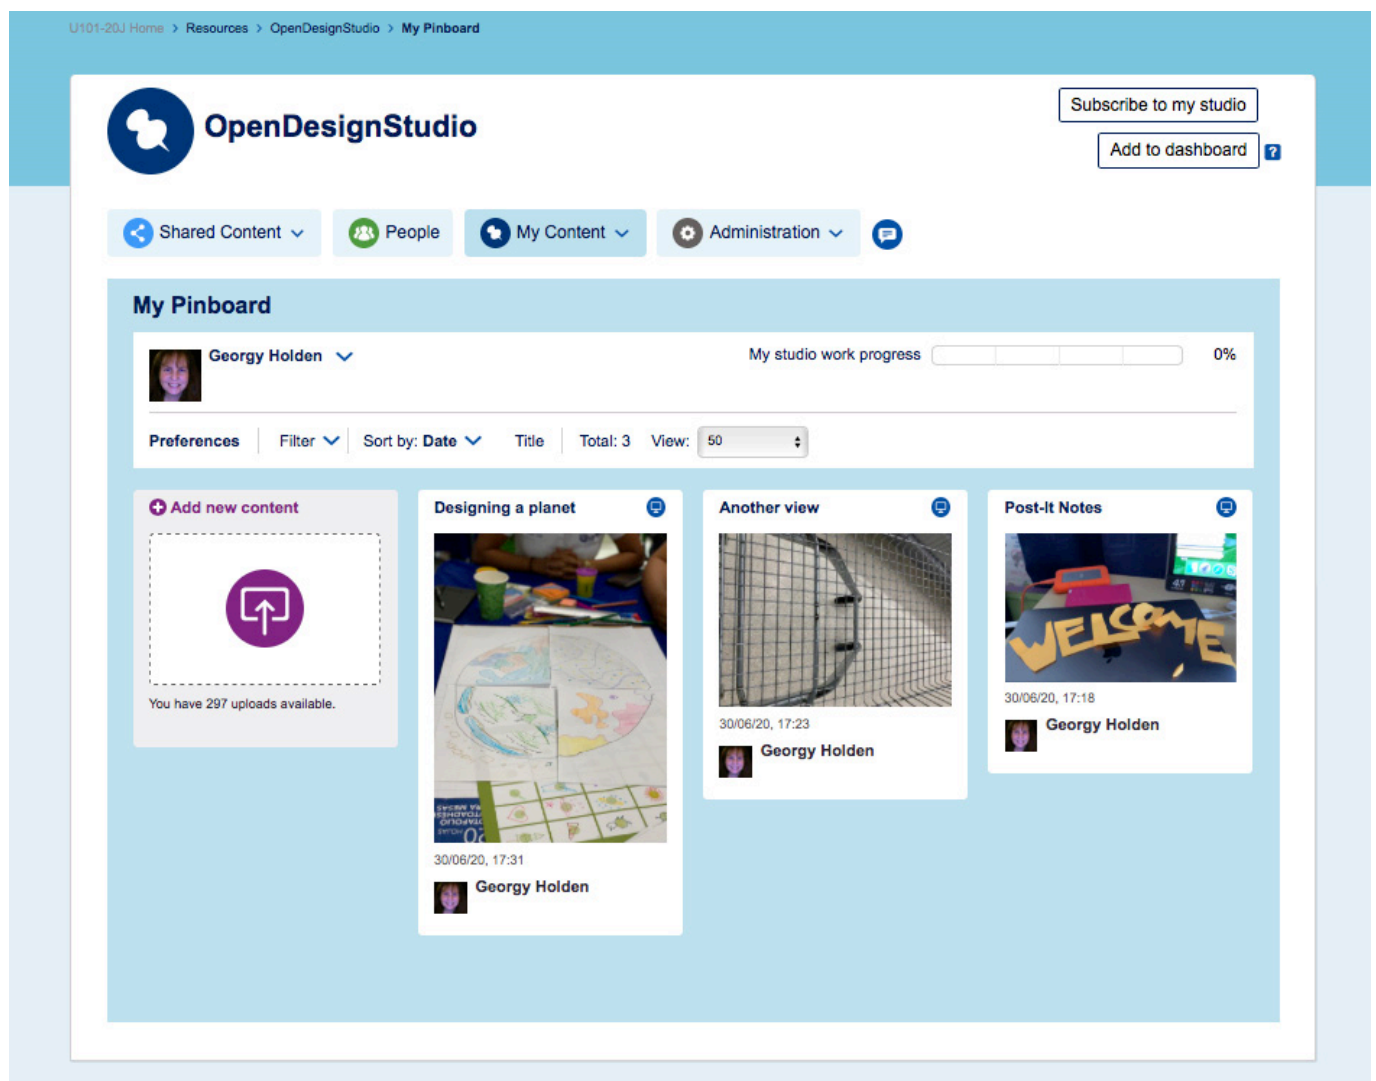 U101-20J Home > Resources > OpenDesignStudio > My Pinboard
OpenDesignStudio
Subscribe to my studio
Add to dashboard ?
Shared Content
People
My Content
Administration
My Pinboard
Georgy Holden
My studio work progress 0%
Preferences Filter Sort by: Date Title Total: 3 View: 50
Add new content
You have 297 uploads available.
Designing a planet
30/06/20, 17:31
Georgy Holden
Another view
30/06/20, 17:23
Georgy Holden
Post-It Notes
WELCOME
30/06/20, 17:18
Georgy Holden